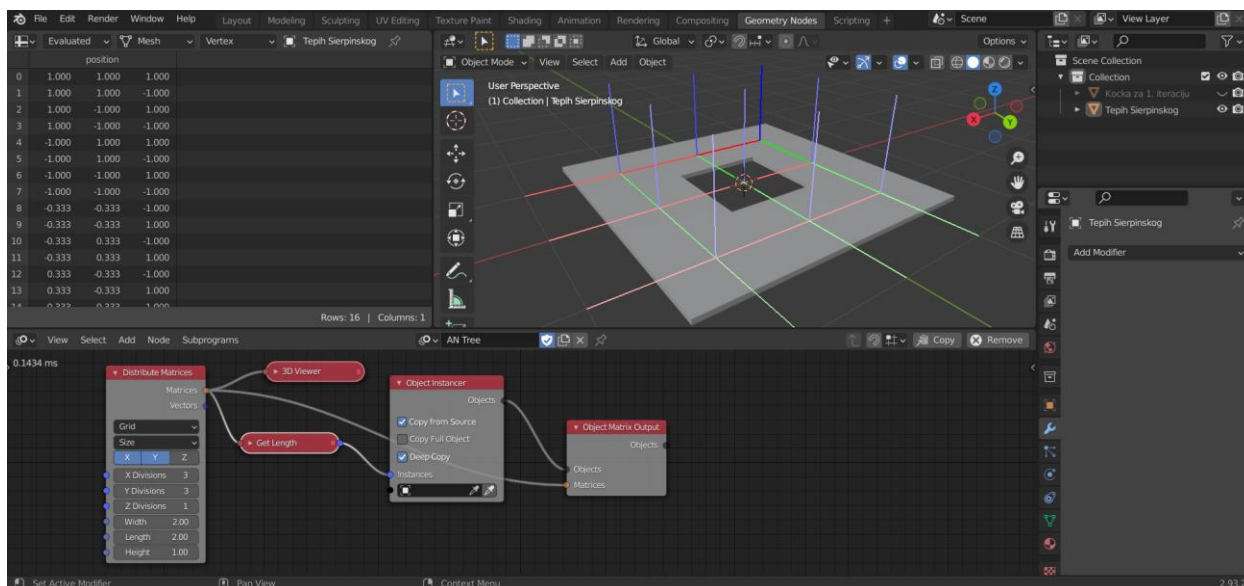 File Edit Render Window Help Layout Modeling Sculpting UV Editing Texture Paint Shading Animation Rendering Compositing Geometry Nodes Scripting + Scene View Layer
Evaluated Mesh Vertex Tepih Sierpinskog
position
0 1.000 1.000 1.000
1 1.000 1.000 -1.000
2 1.000 -1.000 1.000
3 1.000 -1.000 -1.000
4 -1.000 1.000 1.000
5 -1.000 1.000 -1.000
6 -1.000 -1.000 1.000
7 -1.000 -1.000 -1.000
8 -0.333 -0.333 -1.000
9 -0.333 -0.333 1.000
10 -0.333 0.333 -1.000
11 -0.333 0.333 1.000
12 0.333 -0.333 -1.000
13 0.333 -0.333 1.000
14 0.333 0.333 1.000
Rows: 16 | Columns: 1
Global Options
Object Mode View Select Add Object
User Perspective
(1) Collection | Tepih Sierpinskog
Z
X
Y
Scene Collection
Collection
Kocka za 1. iteraciju
Tepih Sierpinskog
Tepih Sierpinskog
Add Modifier
View Select Add Node Subprograms AN Tree Copy Remove
0.1434 ms
Distribute Matrices
Matrices
Vectors
Grid
Size
X Y Z
X Divisions 3
Y Divisions 3
Z Divisions 1
Width 2.00
Length 2.00
Height 1.00
3D Viewer
Get Length
Object Instancer
Objects
Copy from Source
Copy Full Object
Deep Copy
Instances
Object Matrix Output
Objects
Objects
Matrices
Set Active Modifier Pan View Context Menu